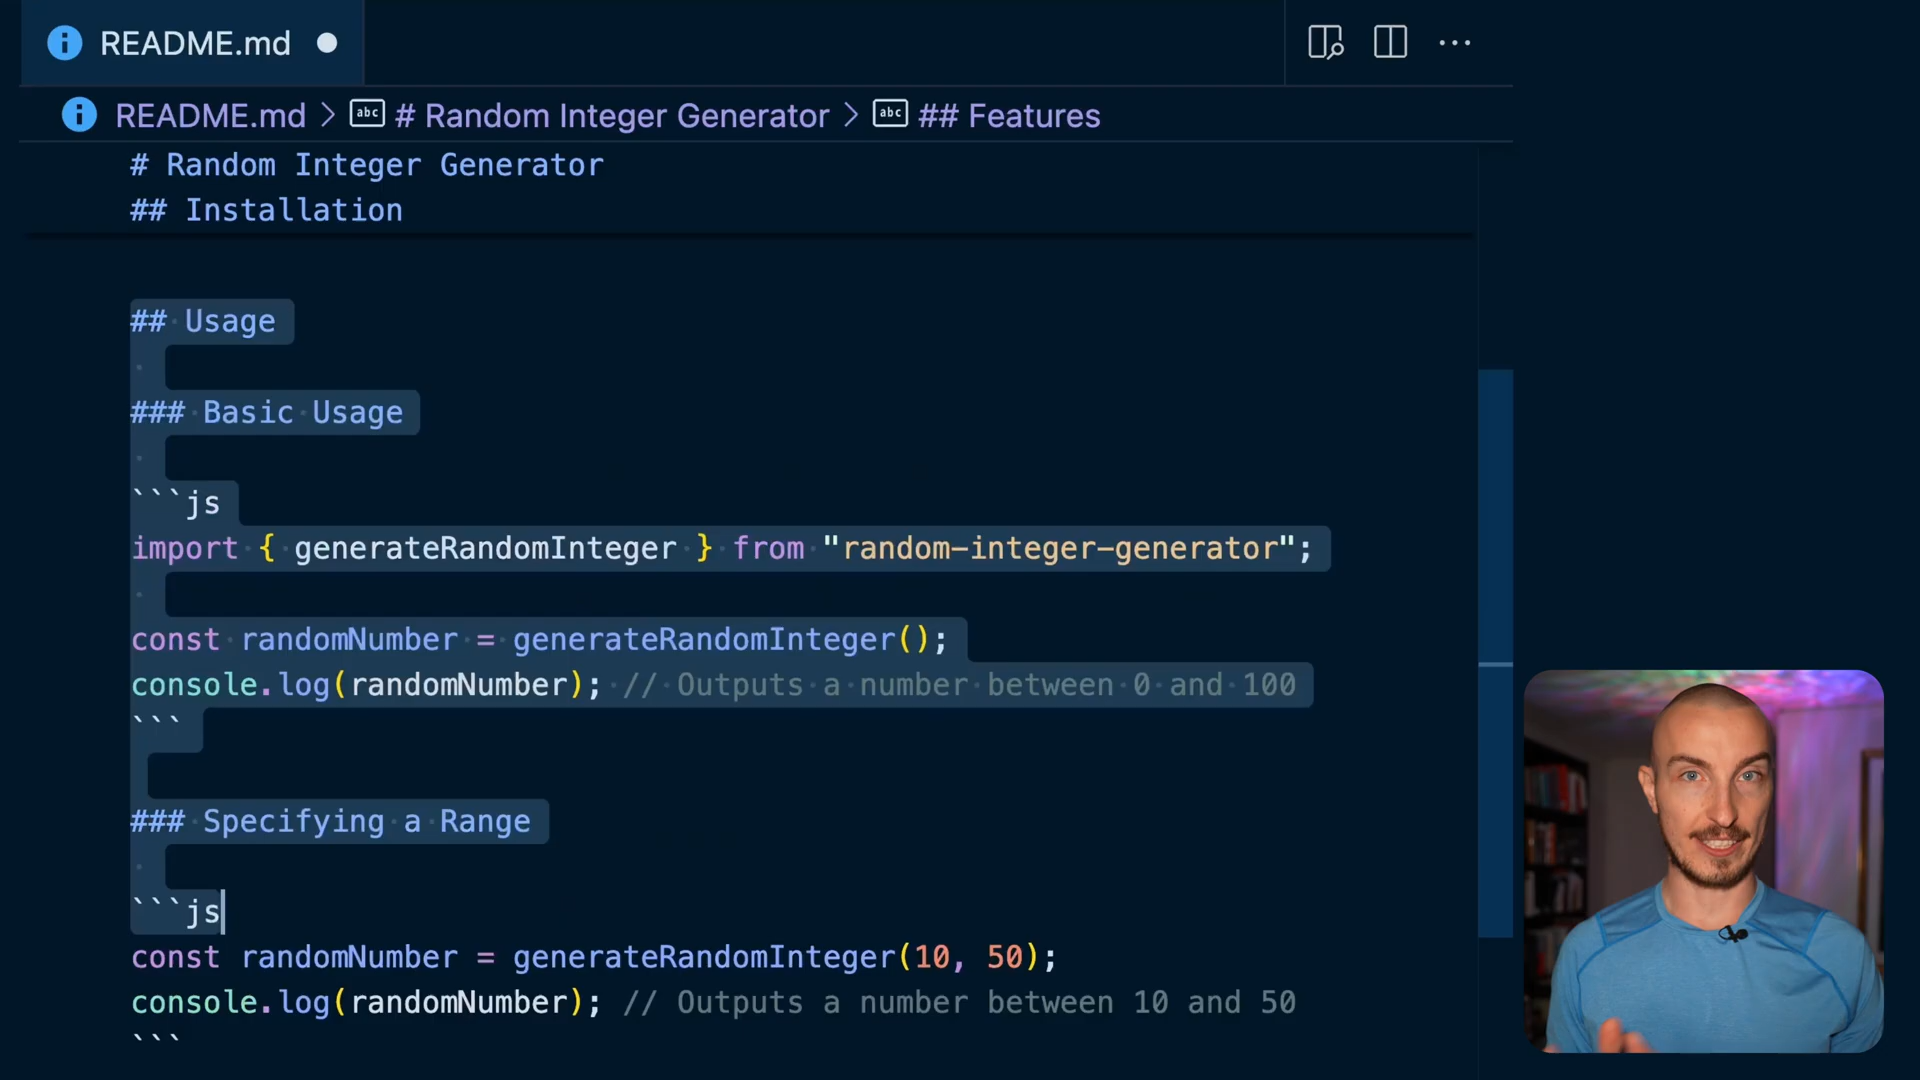 README.md
README.md > # Random Integer Generator > ## Features
# Random Integer Generator
## Installation
## Usage
### Basic Usage
```js
import { generateRandomInteger } from "random-integer-generator";
const randomNumber = generateRandomInteger();
console.log(randomNumber); // Outputs a number between 0 and 100
```
### Specifying a Range
```js
const randomNumber = generateRandomInteger(10, 50);
console.log(randomNumber); // Outputs a number between 10 and 50
```